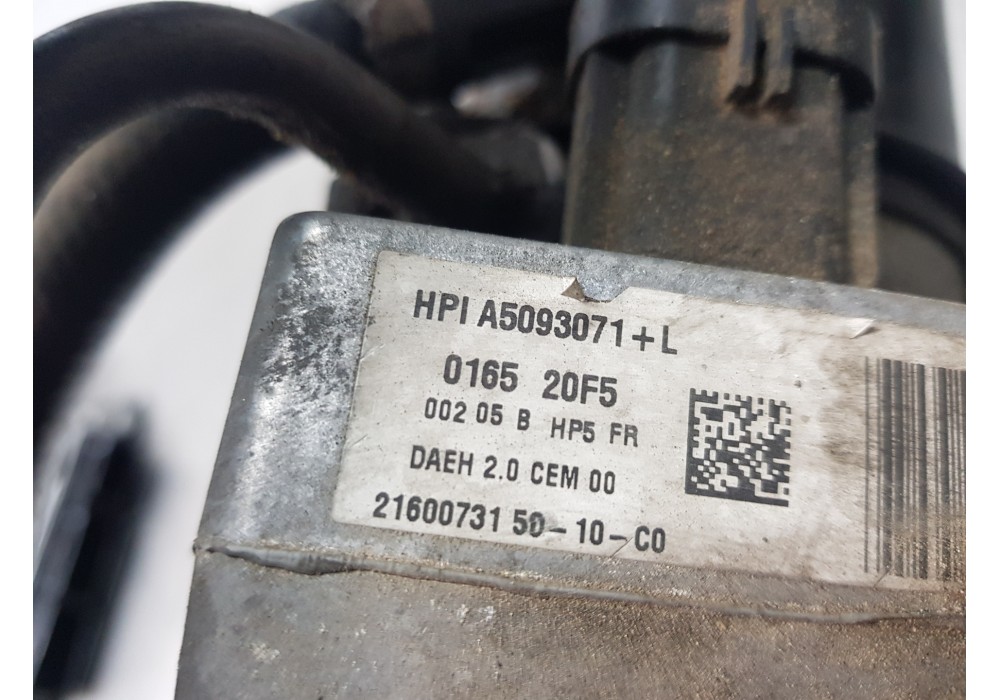 HPI A5093071+L
0165 20F5
002 05 B HP5 FR
DAEH 2.0 CEM 00
21600731 50-10-C0